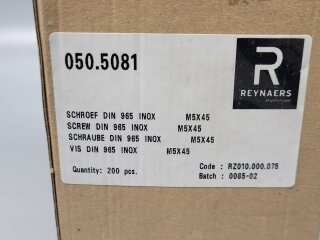 050.5081
R
REYNAERS
aluminium
SCHROEF DIN 965 INOX M5X45
SCREW DIN 965 INOX M5X45
SCHRAUBE DIN 965 INOX M5X45
VIS DIN 965 INOX M5X45
Quantity: 200 pcs.
Code : RZ010.000.075
Batch : 0085-02